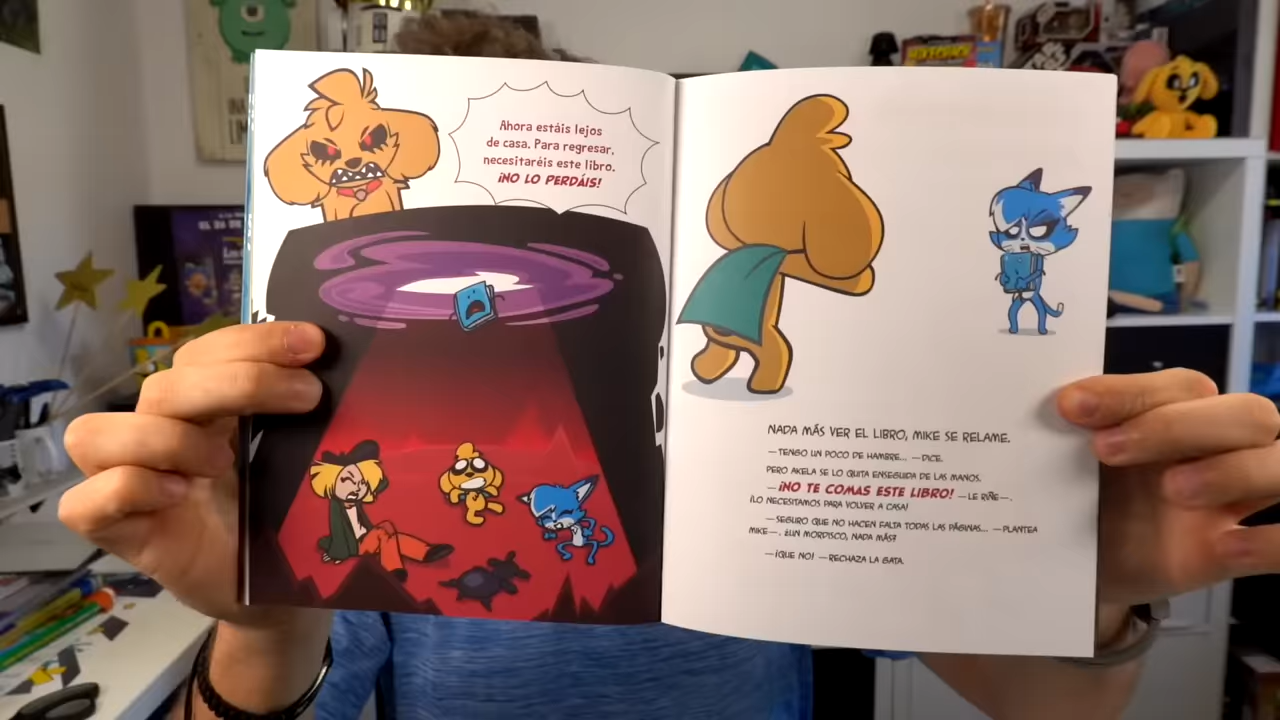 Ahora estáis lejos
de casa. Para regresar,
necesitaréis este libro.
¡NO LO PERDÁIS!
NADA MÁS VER EL LIBRO, MIKE SE RELAME.
—TENGO UN POCO DE HAMBRE... —DICE.
PERO AKELA SE LO QUITA ENSEGUIDA DE LAS MANOS.
—¡NO TE COMAS ESTE LIBRO! —LE RIÑE—.
¡LO NECESITAMOS PARA VOLVER A CASA!
—SEGURO QUE NO HACEN FALTA TODAS LAS PÁGINAS... —PLANTEA
MIKE—. ¿UN MORDISCO, NADA MÁS?
—¡QUE NO! —RECHAZA LA GATA.